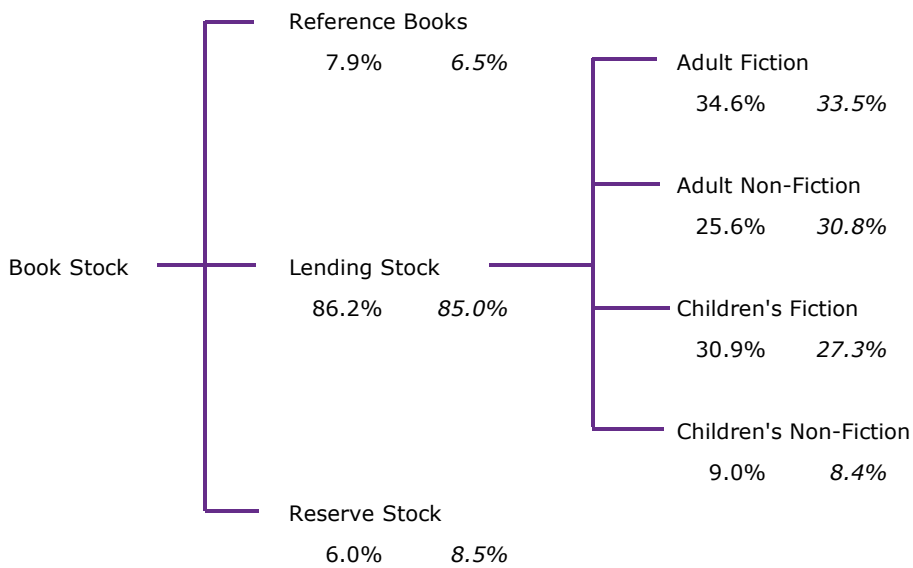 Reference Books
7.9% 6.5%
Adult Fiction
34.6% 33.5%
Adult Non-Fiction
25.6% 30.8%
Book Stock
Lending Stock
86.2% 85.0%
Children's Fiction
30.9% 27.3%
Children's Non-Fiction
9.0% 8.4%
Reserve Stock
6.0% 8.5%